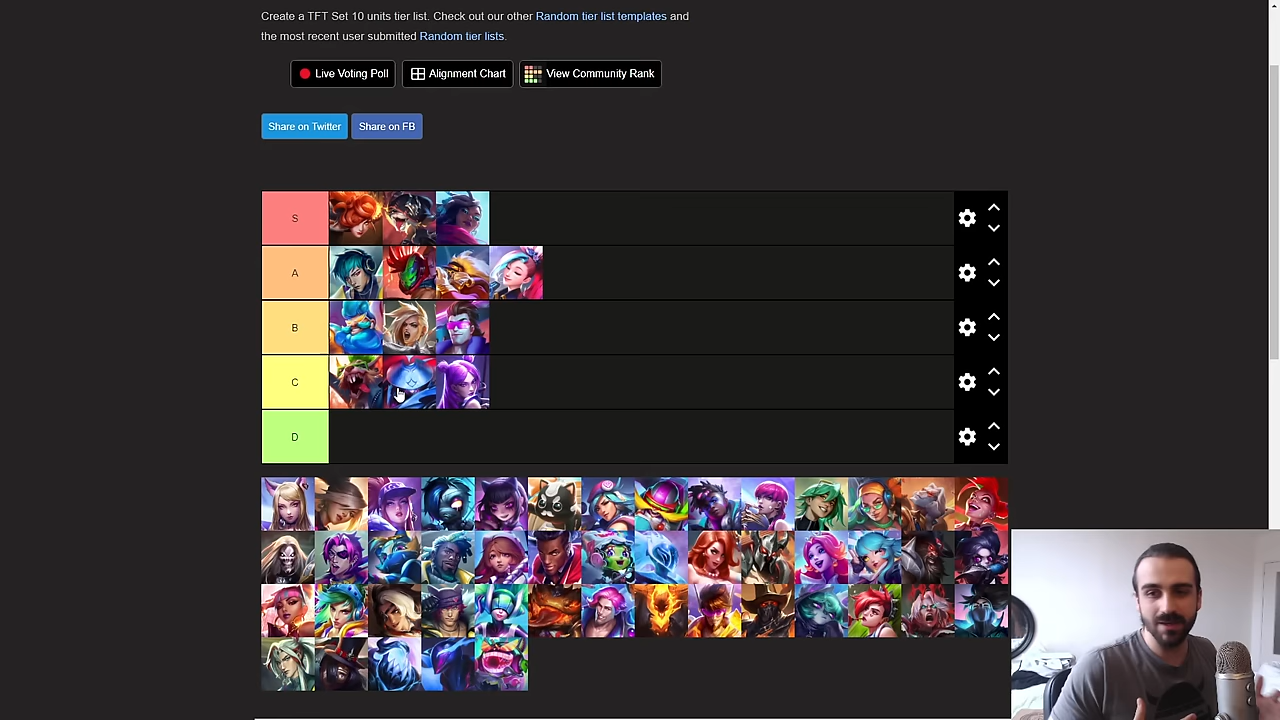 Create a TFT Set 10 units tier list. Check out our other Random tier list templates and
the most recent user submitted Random tier lists.
Live Voting Poll
Alignment Chart
View Community Rank
Share on Twitter
Share on FB
S
A
B
C
D